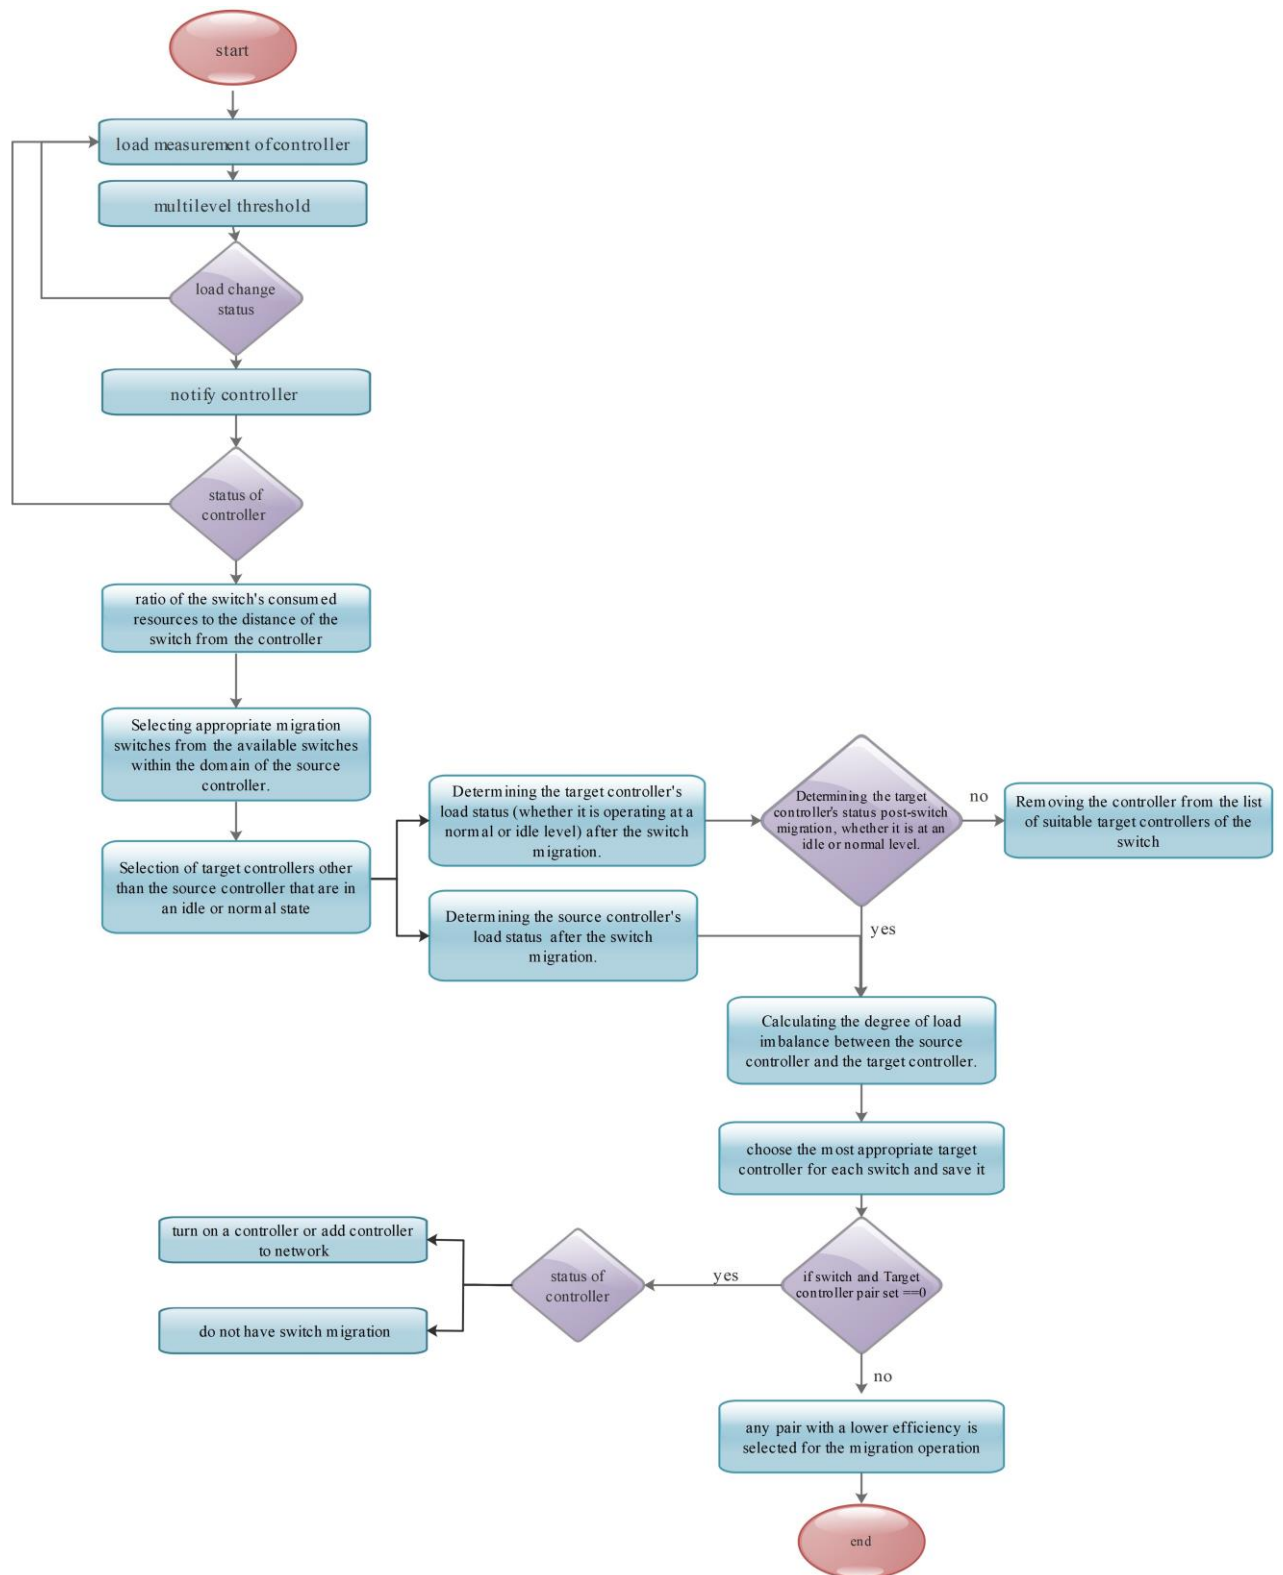 start
load measurement of controller
multilevel threshold
load change
status
notify controller
status of
controller
ratio of the switch's consumed
resources to the distance of the
switch from the controller
Selecting appropriate migration
switches from the available switches
within the domain of the source
controller.
Selection of target controllers other
than the source controller that are in
an idle or normal state
Determining the target controller's
load status (whether it is operating at a
normal or idle level) after the switch
migration.
Determining the target
controller's status post-switch
migration, whether it is at an
idle or normal level.
no
Removing the controller from the list
of suitable target controllers of the
switch
Determining the source controller's
load status after the switch
migration.
yes
Calculating the degree of load
imbalance between the source
controller and the target controller.
choose the most appropriate target
controller for each switch and save it
if switch and Target
controller pair set ==0
yes
status of
controller
turn on a controller or add controller
to network
do not have switch migration
no
any pair with a lower efficiency is
selected for the migration operation
end